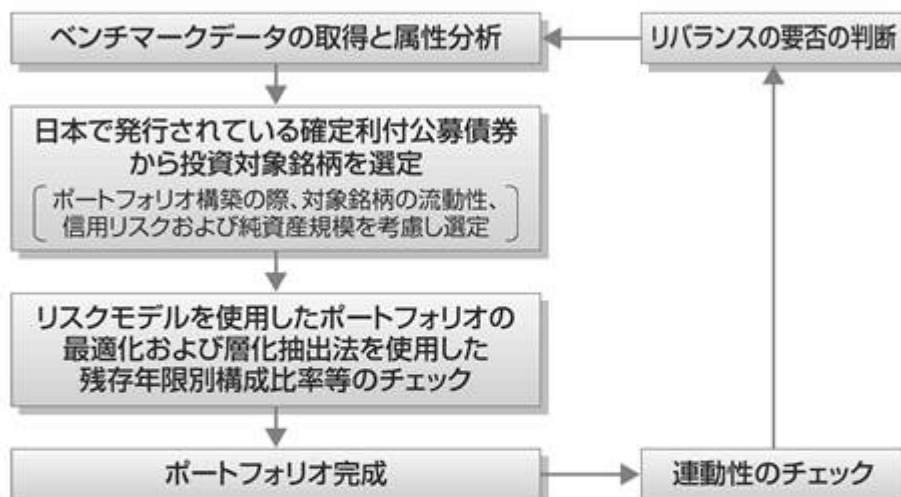 ベンチマークデータの取得と属性分析
リバランスの要否の判断
日本で発行されている確定利付公募債券
から投資対象銘柄を選定
ポートフォリオ構築の際、対象銘柄の流動性、
信用リスクおよび純資産規模を考慮し選定
リスクモデルを使用したポートフォリオの
最適化および層化抽出法を使用した
残存年限別構成比率等のチェック
ポートフォリオ完成
連動性のチェック